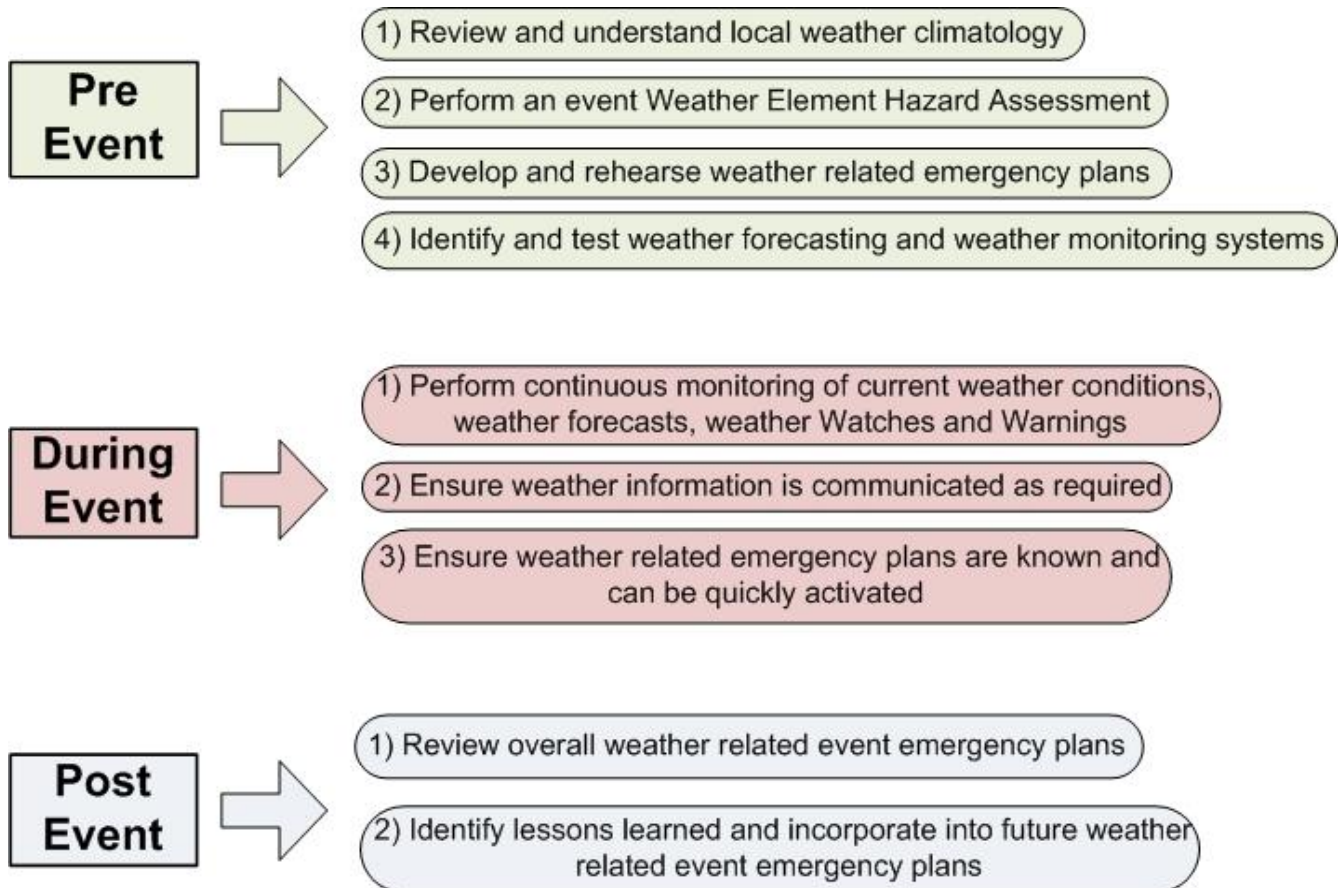 Pre
Event
1) Review and understand local weather climatology
2) Perform an event Weather Element Hazard Assessment
3) Develop and rehearse weather related emergency plans
4) Identify and test weather forecasting and weather monitoring systems
During
Event
1) Perform continuous monitoring of current weather conditions,
weather forecasts, weather Watches and Warnings
2) Ensure weather information is communicated as required
3) Ensure weather related emergency plans are known and
can be quickly activated
Post
Event
1) Review overall weather related event emergency plans
2) Identify lessons learned and incorporate into future weather
related event emergency plans